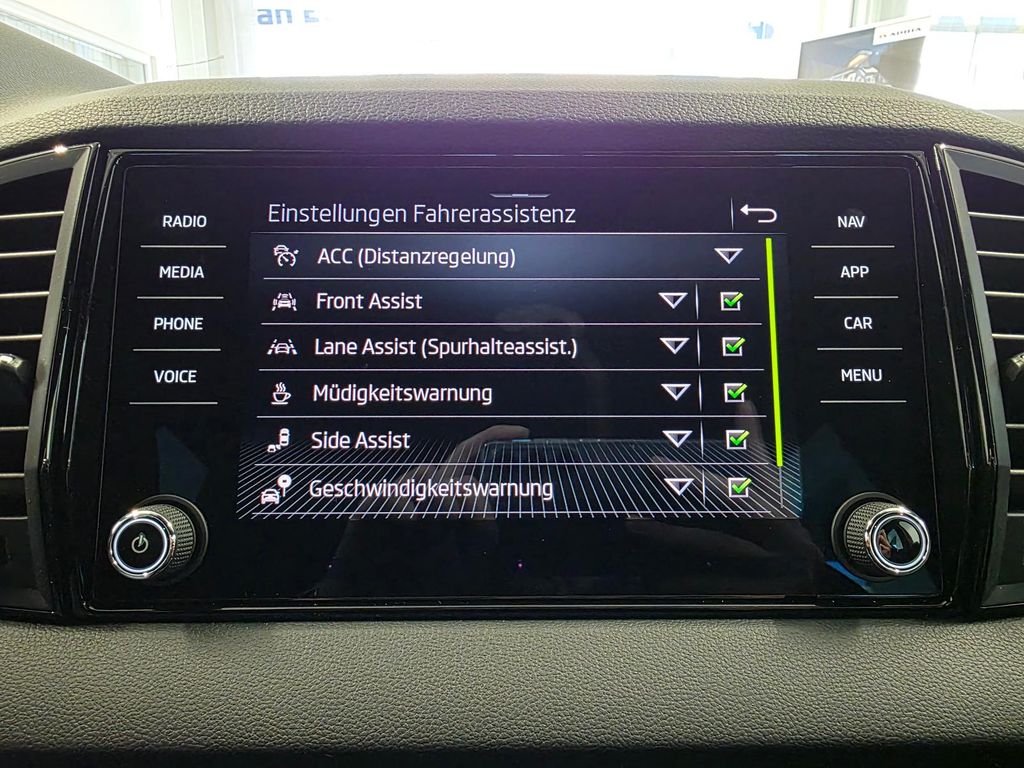 an
RADIO
MEDIA
PHONE
VOICE
Einstellungen Fahrerassistenz
ACC (Distanzregelung)
Front Assist
Lane Assist (Spurhalteassist.)
Müdigkeitswarnung
Side Assist
Geschwindigkeitswarnung
NAV
APP
CAR
MENU